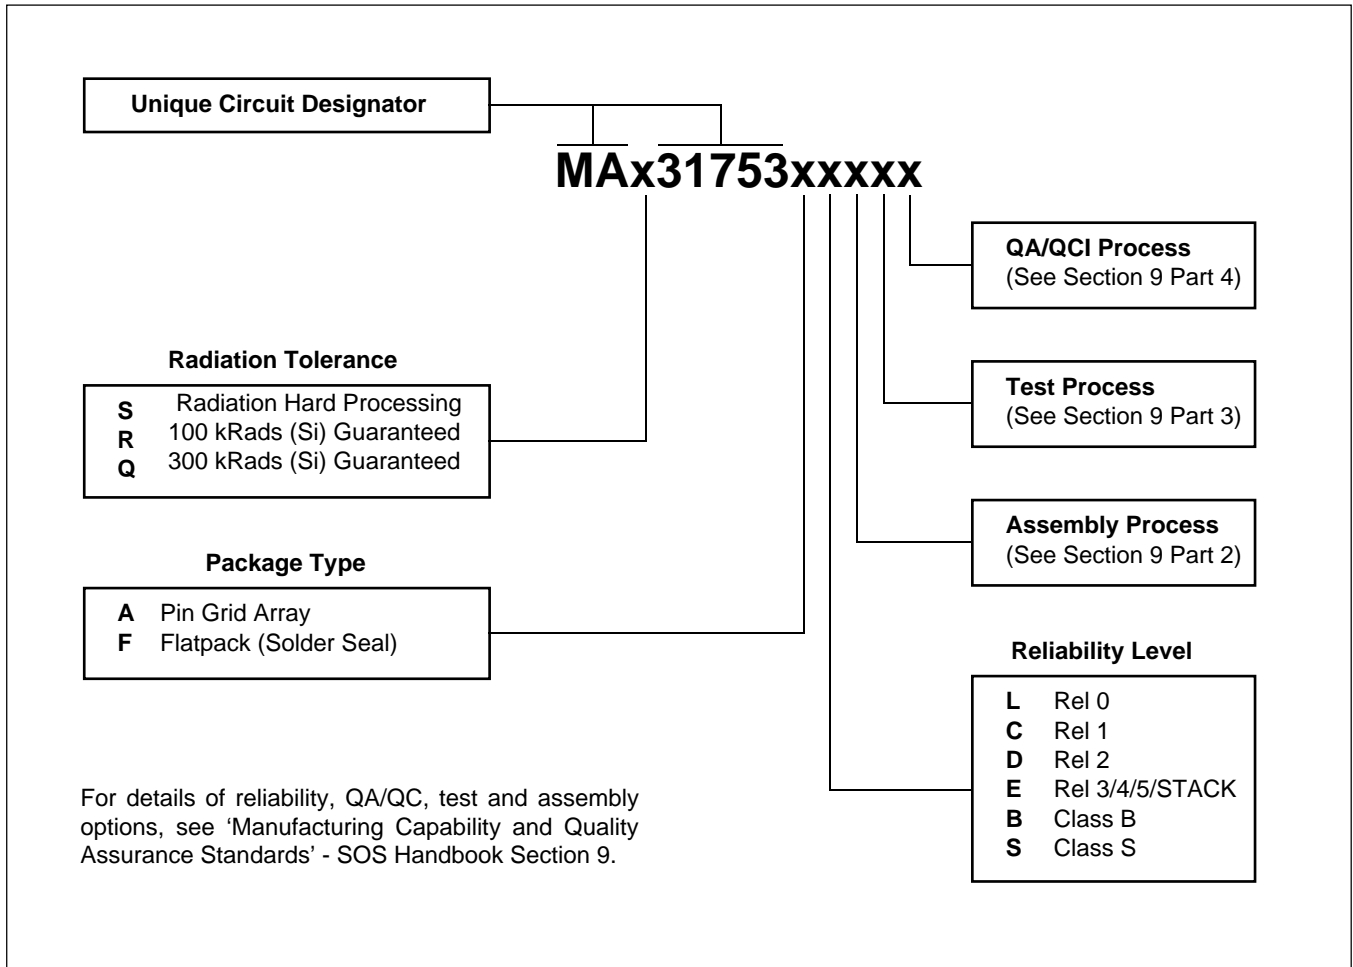 Unique Circuit Designator
MAx31753xxxxx
QA/QCI Process
(See Section 9 Part 4)
Radiation Tolerance
S Radiation Hard Processing
R 100 kRads (Si) Guaranteed
Q 300 kRads (Si) Guaranteed
Test Process
(See Section 9 Part 3)
Assembly Process
(See Section 9 Part 2)
Package Type
A Pin Grid Array
F Flatpack (Solder Seal)
Reliability Level
L Rel 0
C Rel 1
D Rel 2
E Rel 3/4/5/STACK
B Class B
S Class S
For details of reliability, QA/QC, test and assembly
options, see ‘Manufacturing Capability and Quality
Assurance Standards’ - SOS Handbook Section 9.